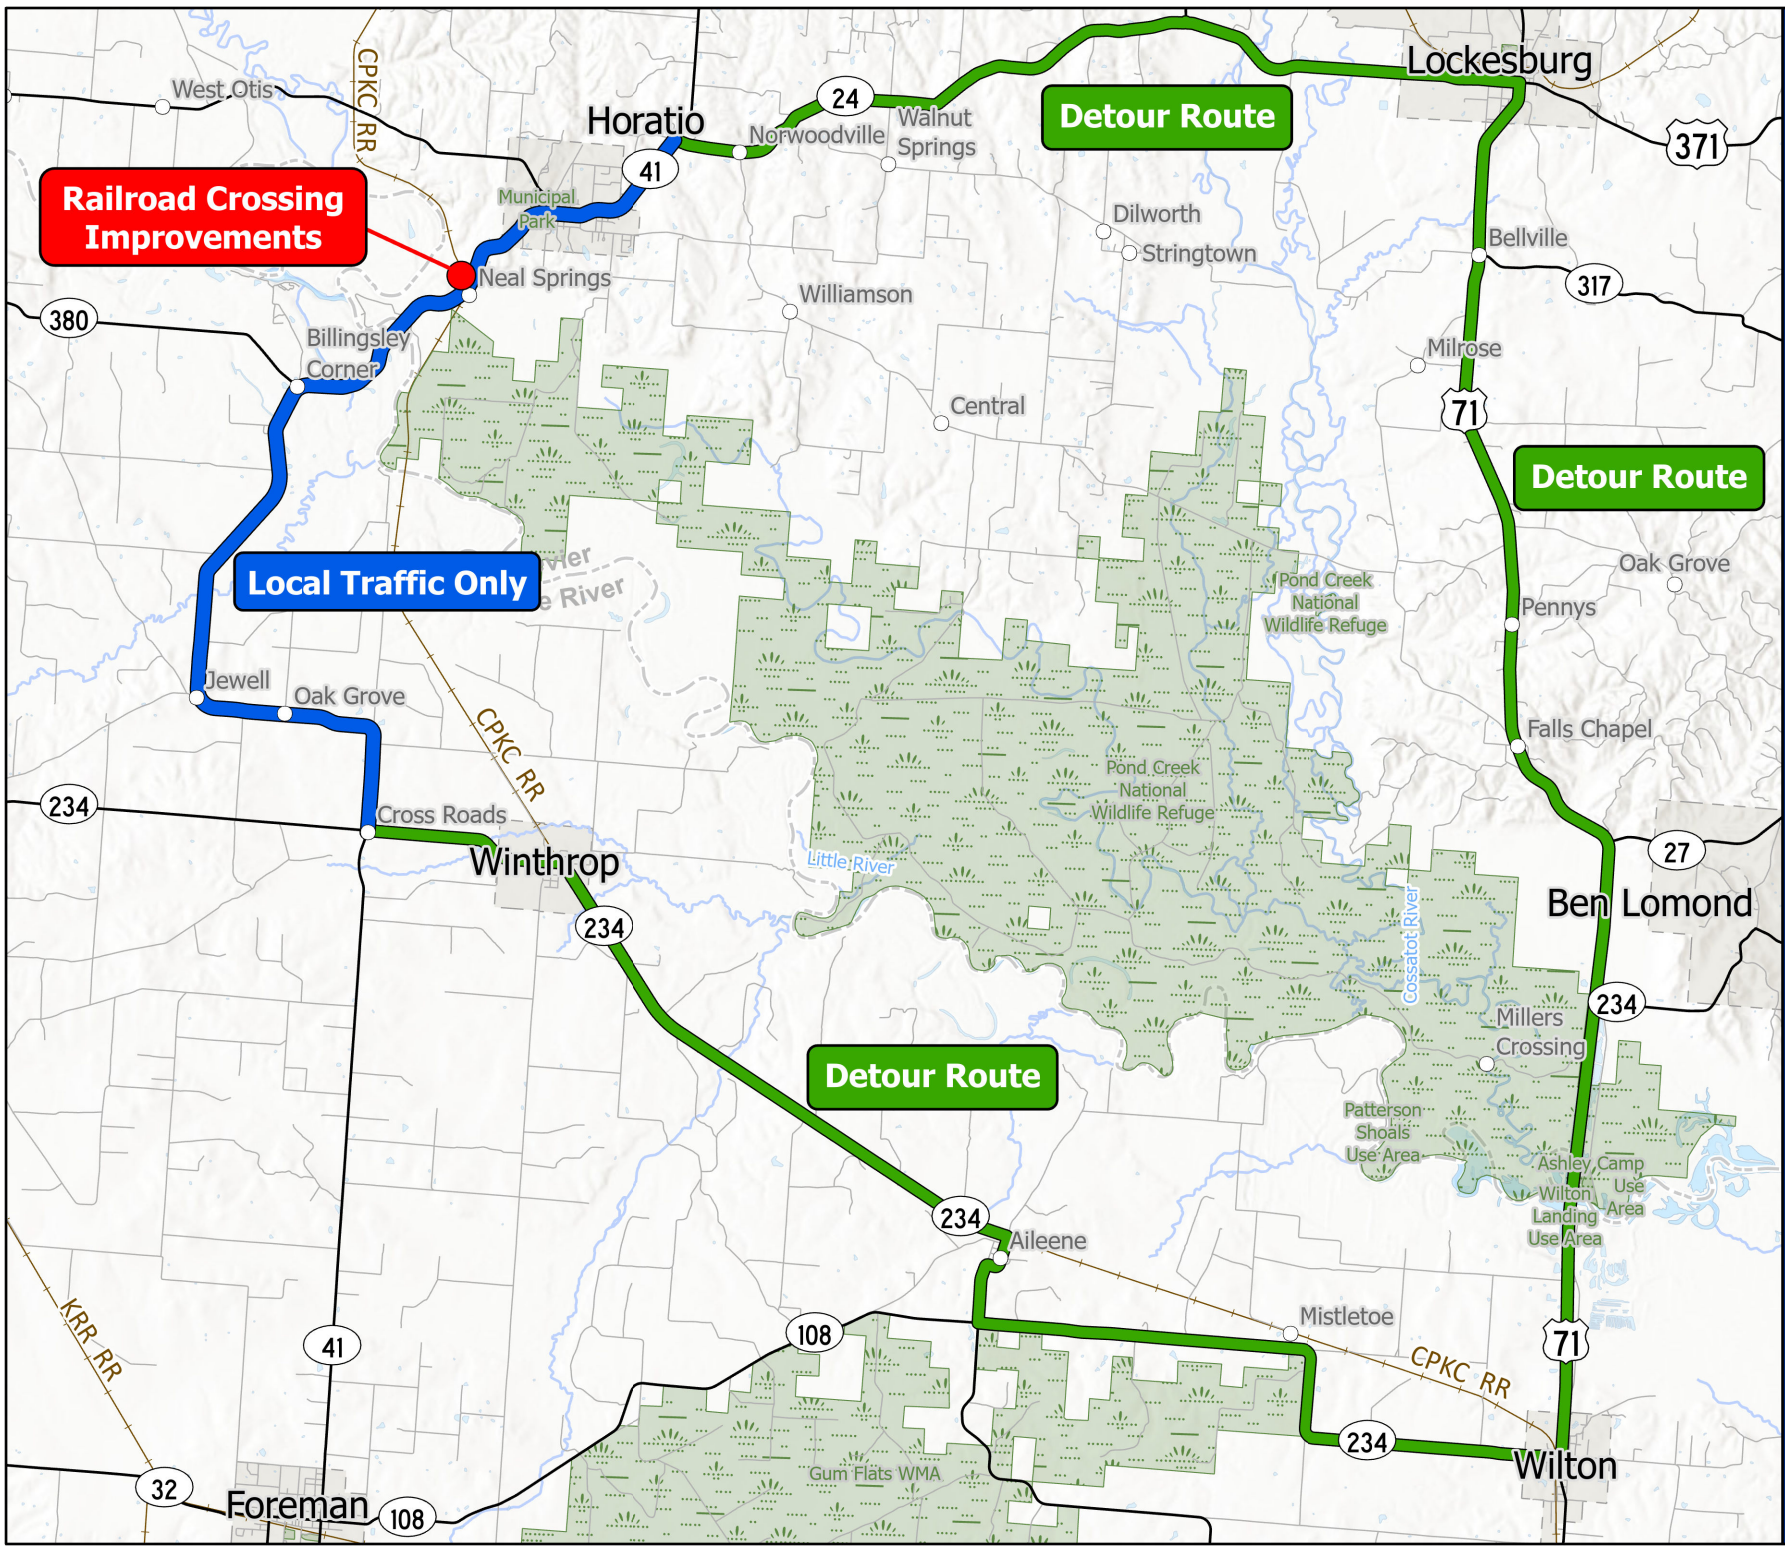 Lockesburg
West Otis
CPKC RR
Horatio
24
Walnut
Springs
Norwoodville
Detour Route
371
41
Railroad Crossing
Improvements
Municipal
Park
Dilworth
Stringtown
Bellville
317
Neal Springs
Williamson
380
Billingsley
Corner
Milrose
Central
71
Detour Route
Local Traffic Only
vier
e River
Pond Creek
National
Wildlife Refuge
Oak Grove
Pennys
Jewell
Oak Grove
CPKC RR
Falls Chapel
Pond Creek
National
Wildlife Refuge
234
Cross Roads
Winthrop
Little River
27
Ben Lomond
234
Cossatot River
234
Millers
Crossing
Detour Route
Patterson
Shoals
Use Area
Ashley Camp
Use
Area
Wilton
Landing
Use Area
234
Aileene
Mistletoe
108
41
71
KRR RR
CPKC RR
234
Wilton
Gum Flats WMA
32
Foreman
108